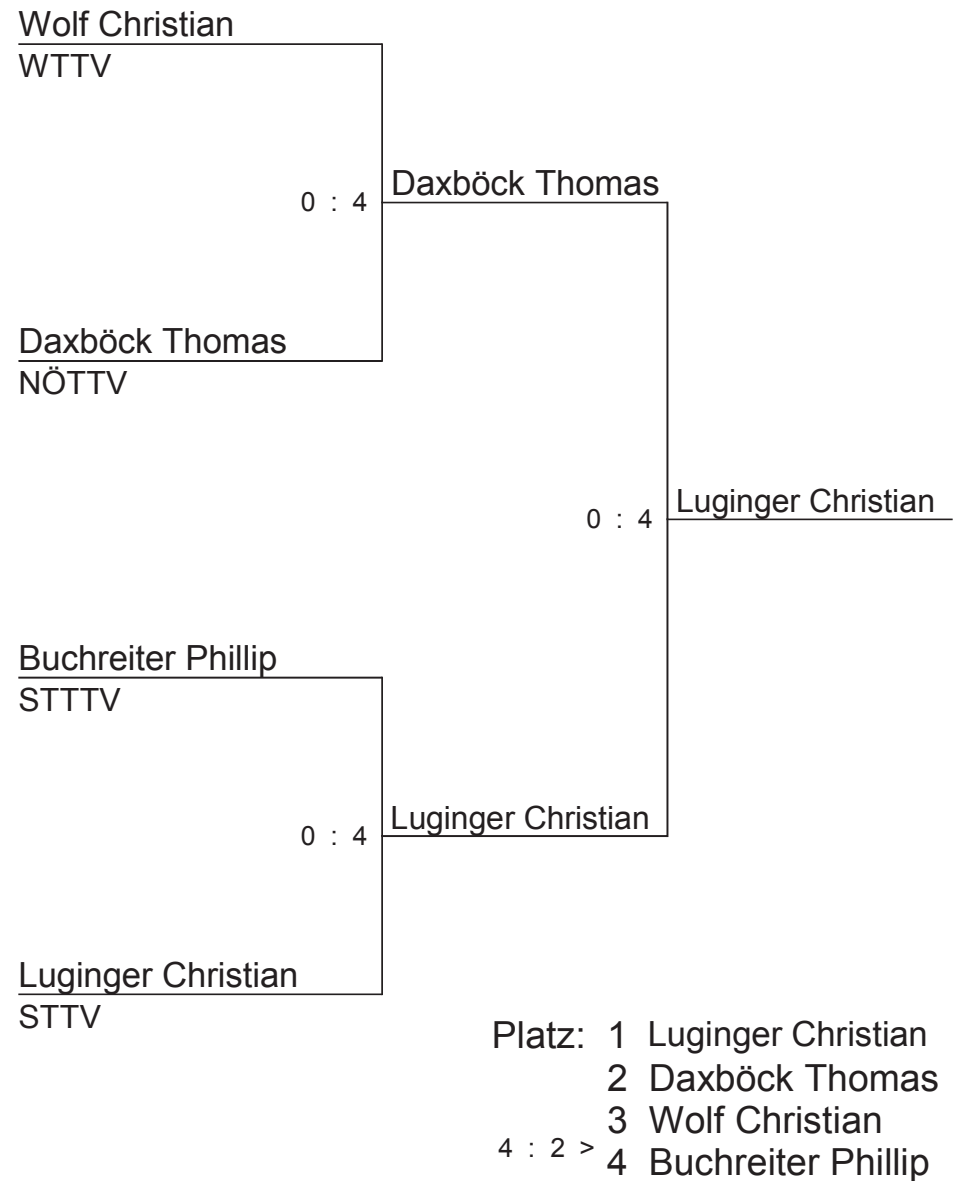 Wolf Christian
WTTV
Daxböck Thomas
0 : 4
Daxböck Thomas
NÖTTV
Luginger Christian
0 : 4
Buchreiter Phillip
STTTV
Luginger Christian
0 : 4
Luginger Christian
STTV
Platz: 1 Luginger Christian
2 Daxböck Thomas
3 Wolf Christian
4 : 2 >
4 Buchreiter Phillip